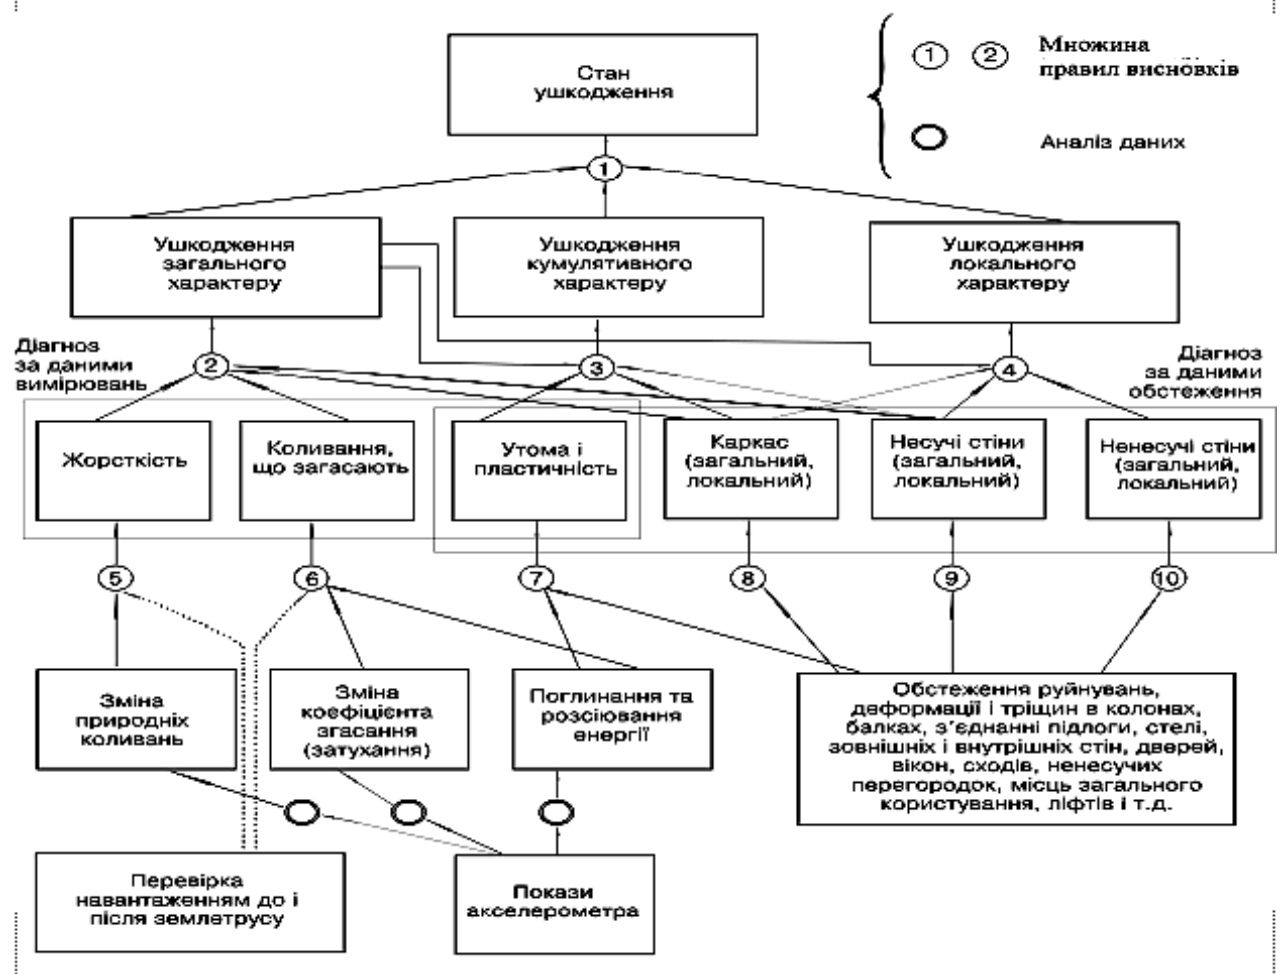 Стан
ушкодження
1
2
Множина
правил висновків
Аналіз даних
1
Ушкодження
загального
характеру
Ушкодження
кумулятивного
характеру
Ушкодження
локального
характеру
Діагноз
за даними
вимірювань
2
3
4
Діагноз
за даними
обстеження
Жорсткість
Коливання,
що загасають
Утома і
пластичність
Каркас
(загальний,
локальний)
Несучі стіни
(загальний,
локальний)
Ненесучі стіни
(загальний,
локальний)
5
6
7
8
9
10
Зміна
природніх
коливань
Зміна
коефіцієнта
згасання
(затухання)
Поглинання та
розсіювання
енергії
Обстеження руйнувань,
деформації і тріщин в колонах,
балках, з'єднанні підлоги, стелі,
зовнішніх і внутрішніх стін, дверей,
вікон, сходів, ненесучих
перегородок, місць загального
користування, ліфтів і т.д.
Перевірка
навантаженням до і
після землетрусу
Покази
акселерометра